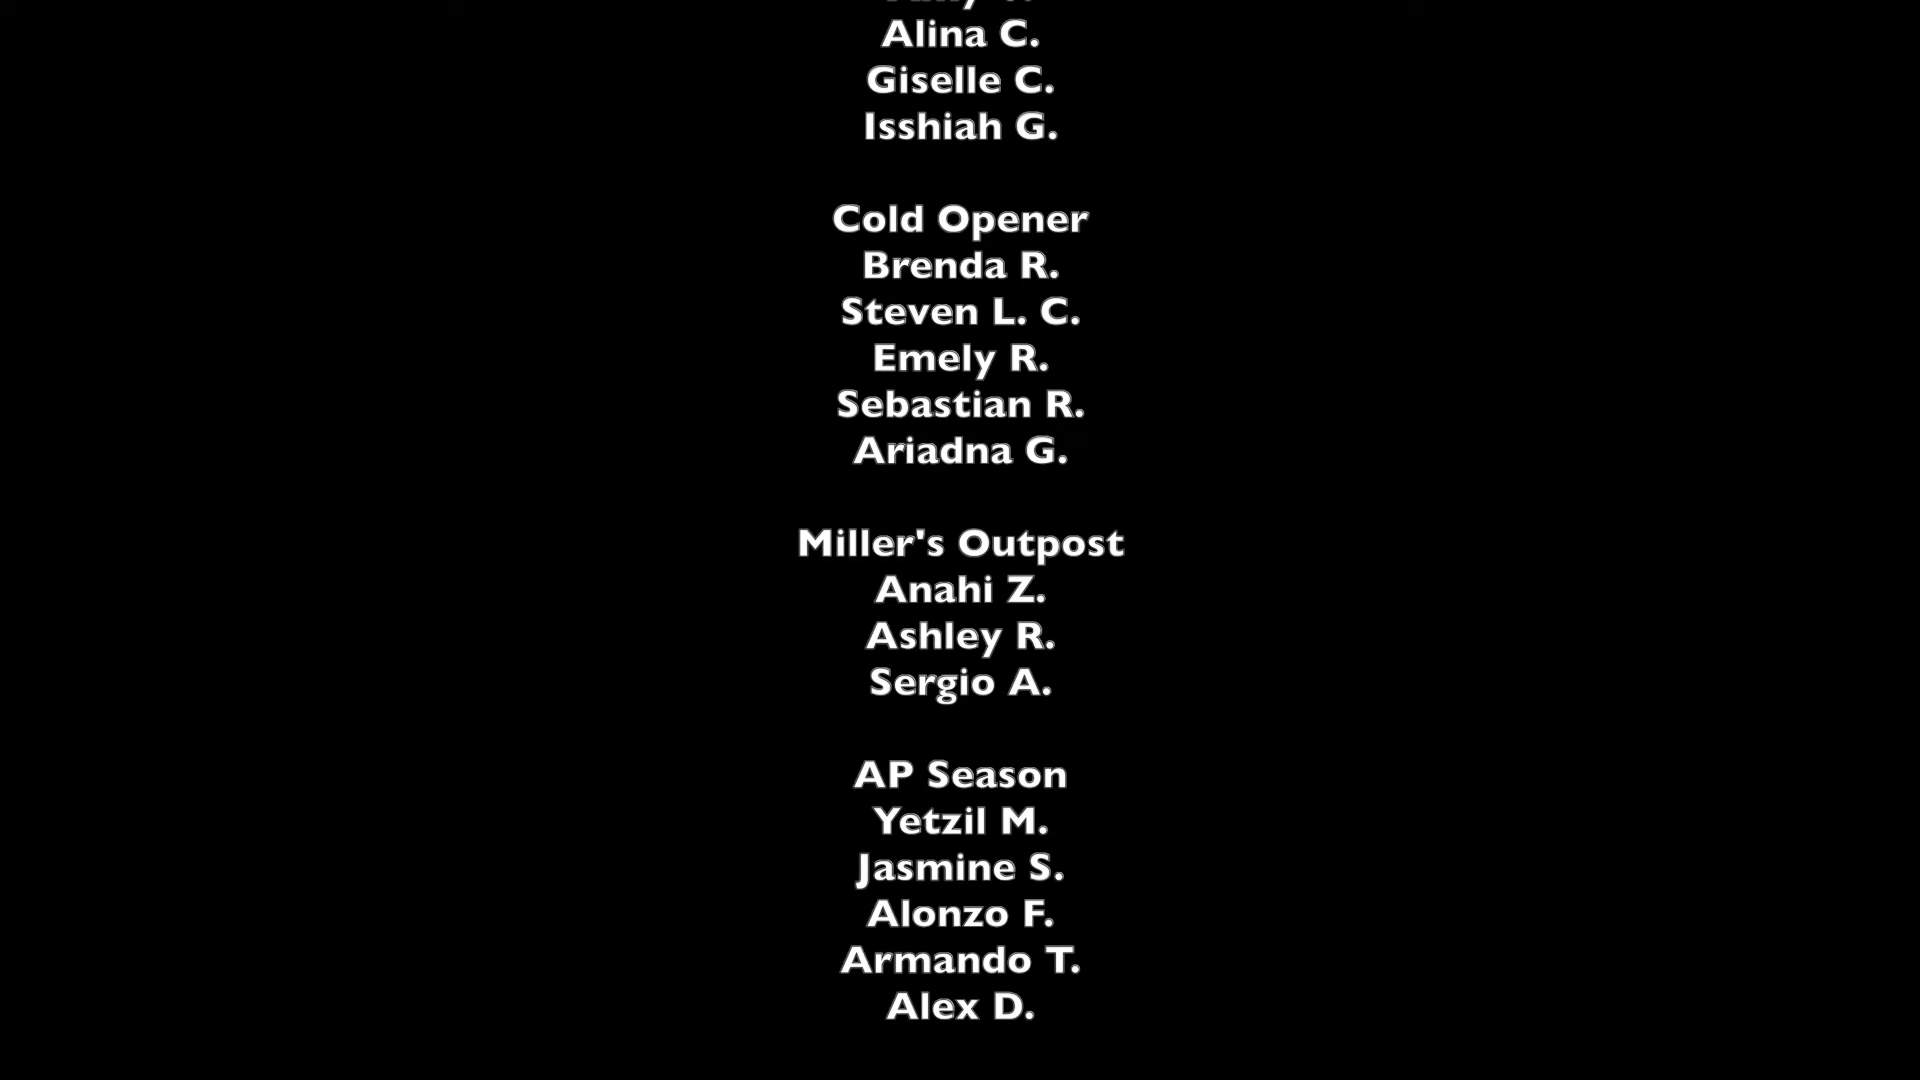 Alina C.
Giselle C.
Isshiah G.
Cold Opener
Brenda R.
Steven L. C.
Emely R.
Sebastian R.
Ariadna G.
Miller's Outpost
Anahi Z.
Ashley R.
Sergio A.
AP Season
Yetzil M.
Jasmine S.
Alonzo F.
Armando T.
Alex D.